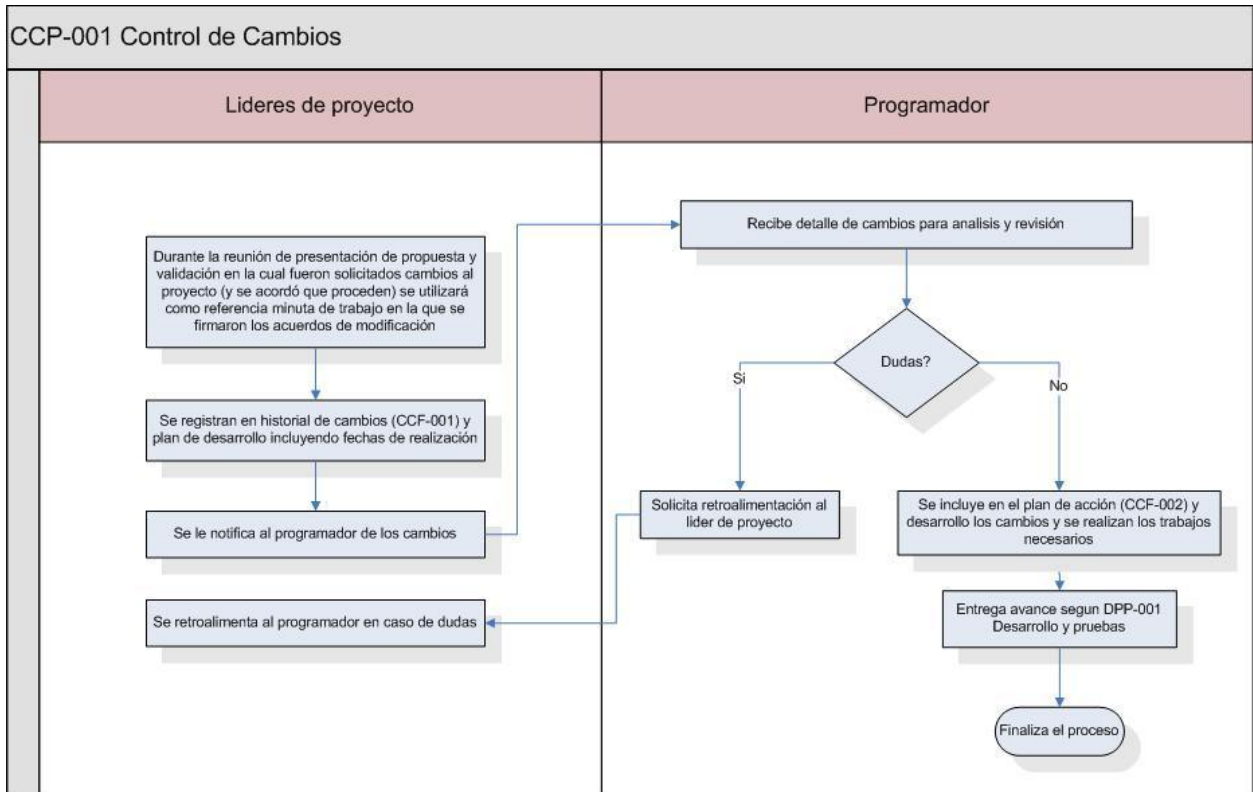 CCP-001 Control de Cambios
Lideres de proyecto
Programador
Durante la reunión de presentación de propuesta y
validación en la cual fueron solicitados cambios al
proyecto (y se acordó que proceden) se utilizará
como referencia minuta de trabajo en la que se
firmaron los acuerdos de modificación
Se registran en historial de cambios (CCF-001) y
plan de desarrollo incluyendo fechas de realización
Se le notifica al programador de los cambios
Se retroalimenta al programador en caso de dudas
Recibe detalle de cambios para analisis y revisión
Dudas?
Si
No
Solicita retroalimentación al
lider de proyecto
Se incluye en el plan de acción (CCF-002) y
desarrollo los cambios y se realizan los trabajos
necesarios
Entrega avance segun DPP-001
Desarrollo y pruebas
Finaliza el proceso